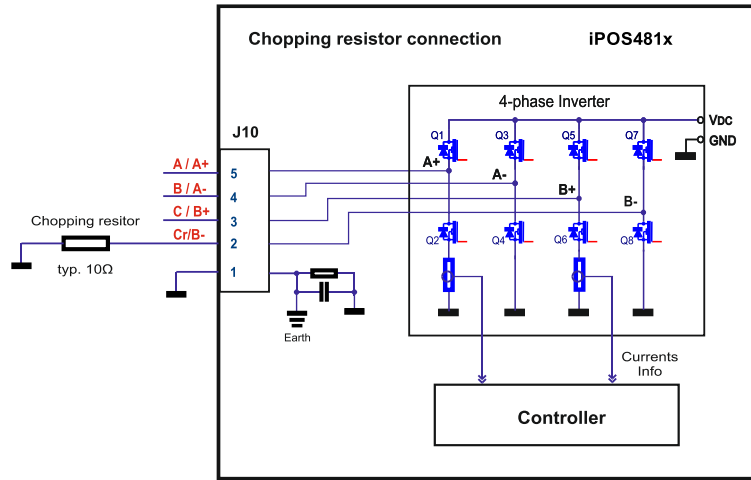 Chopping resistor connection
iPOS481x
4-phase Inverter
VDC
GND
Q1
Q3
Q5
Q7
J10
A / A+
5
A+
B / A-
4
A-
C / B+
3
B+
Chopping resitor
Cr/B-
2
B-
typ. 10Ω
1
Q2
Q4
Q6
Q8
Earth
Currents
Info
Controller